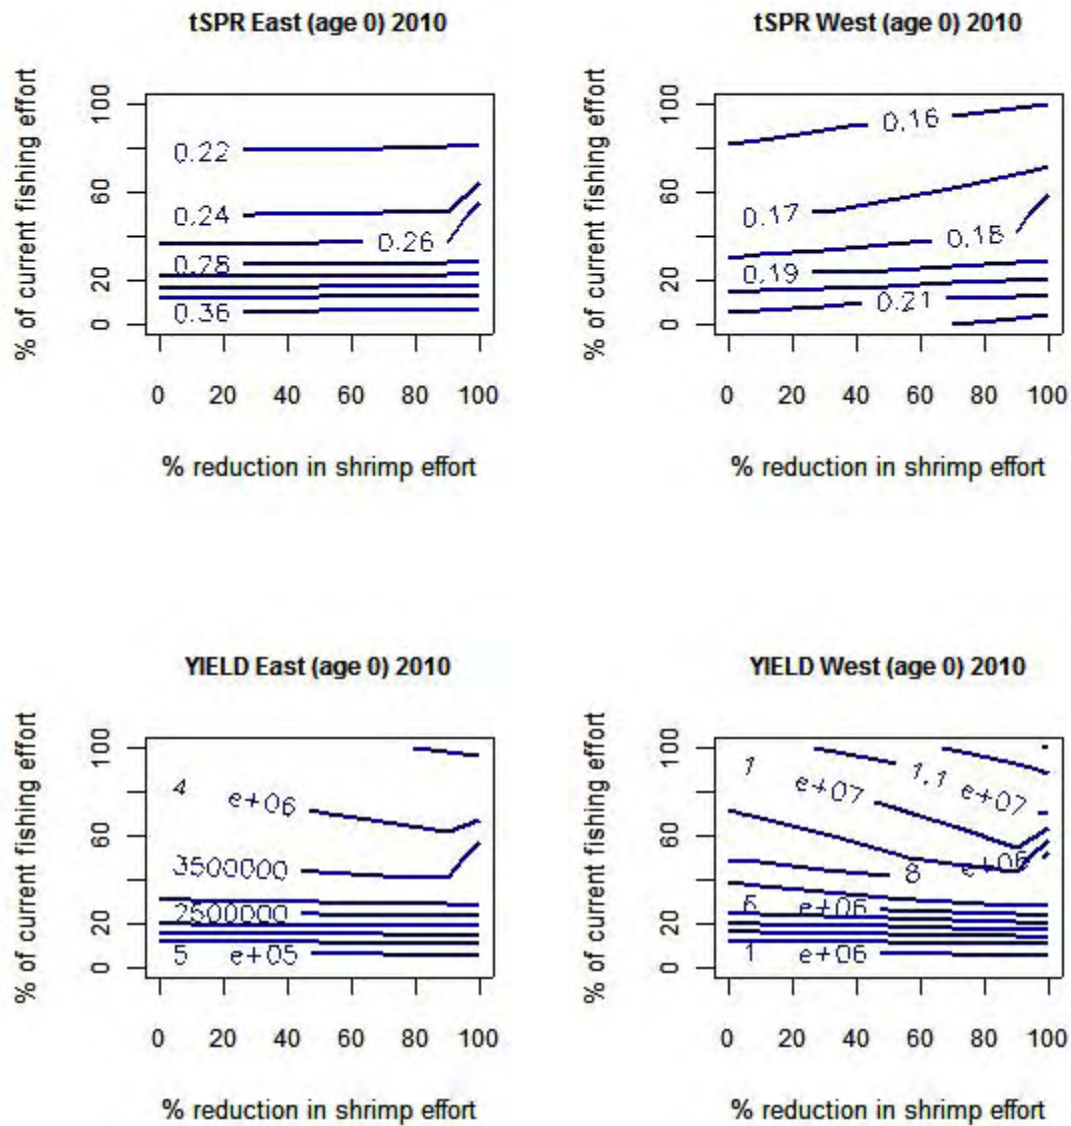 tSPR East (age 0) 2010
% of current fishing effort
100
60
20
0
0.22
0.24
0.26
0.28
0.36
0 20 40 60 80 100
% reduction in shrimp effort
tSPR West (age 0) 2010
% of current fishing effort
100
60
20
0
0.16
0.17
0.18
0.19
0.21
0 20 40 60 80 100
% reduction in shrimp effort
YIELD East (age 0) 2010
% of current fishing effort
100
60
20
0
4 e+06
3500000
2500000
5 e+05
0 20 40 60 80 100
% reduction in shrimp effort
YIELD West (age 0) 2010
% of current fishing effort
100
60
20
0
1 e+07
1.1 e+07
8 e+06
6 e+06
1 e+06
0 20 40 60 80 100
% reduction in shrimp effort